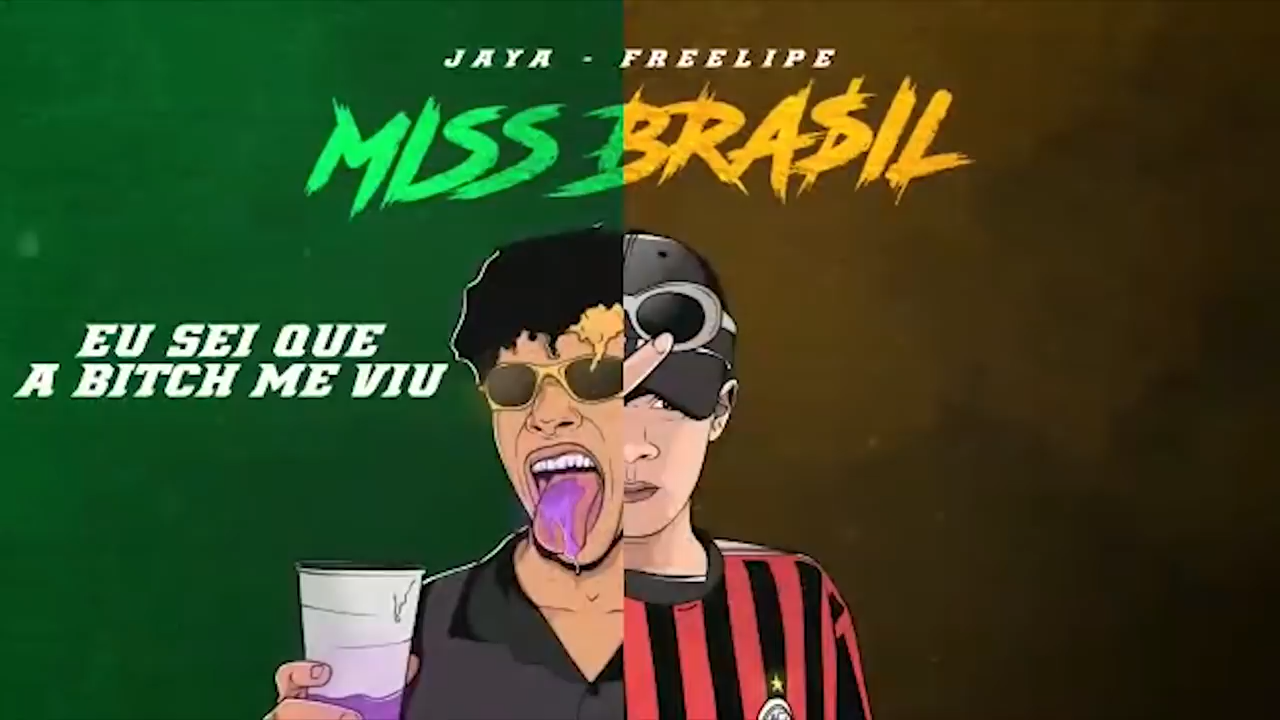 JAYA - FREELIPE
MISS BRA$IL
EU SEI QUE
A BITCH ME VIU